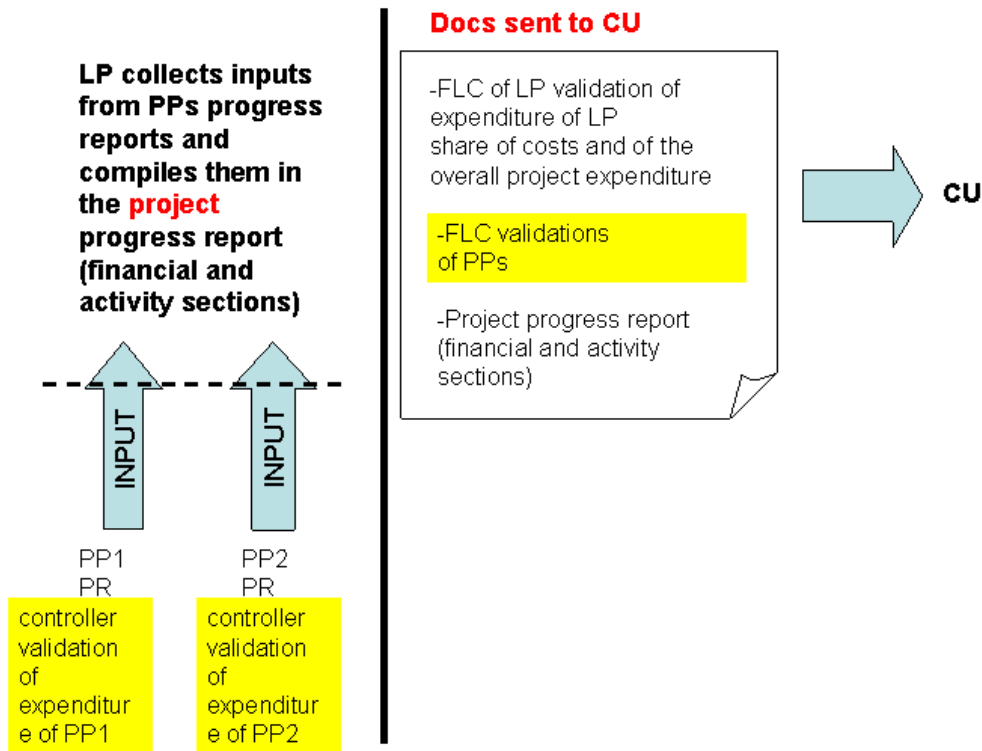 LP collects inputs
from PPs progress
reports and
compiles them in
the project
progress report
(financial and
activity sections)
INPUT
INPUT
PP1
PR
controller
validation
of
expenditur
e of PP1
PP2
PR
controller
validation
of
expenditur
e of PP2
Docs sent to CU
-FLC of LP validation of
expenditure of LP
share of costs and of the
overall project expenditure
-FLC validations
of PPs
-Project progress report
(financial and activity
sections)
CU